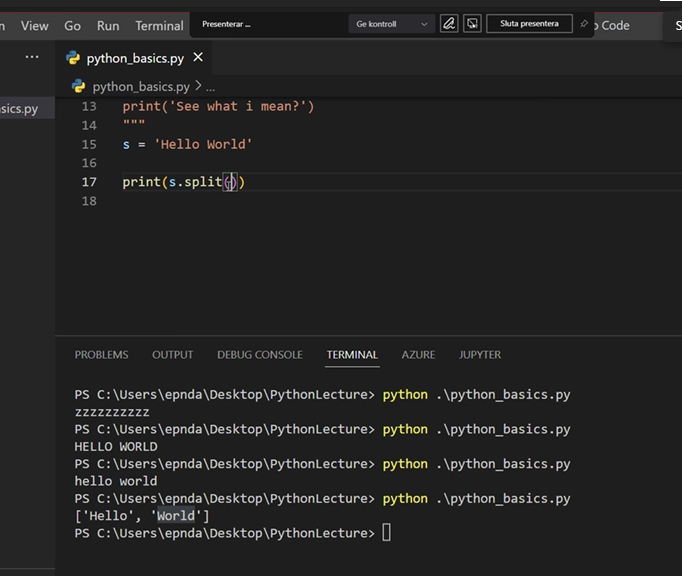 View Go Run Terminal Presenterar ... Ge kontroll Sluta presentera Code S
··· python_basics.py
python_basics.py > ...
sics.py
13 print('See what i mean?')
14 """
15 s = 'Hello World'
16
17 print(s.split())
18
PROBLEMS OUTPUT DEBUG CONSOLE TERMINAL AZURE JUPYTER
PS C:\Users\epnda\Desktop\PythonLecture> python .\python_basics.py
zzzzzzzzzz
PS C:\Users\epnda\Desktop\PythonLecture> python .\python_basics.py
HELLO WORLD
PS C:\Users\epnda\Desktop\PythonLecture> python .\python_basics.py
hello world
PS C:\Users\epnda\Desktop\PythonLecture> python .\python_basics.py
['Hello', 'World']
PS C:\Users\epnda\Desktop\PythonLecture>